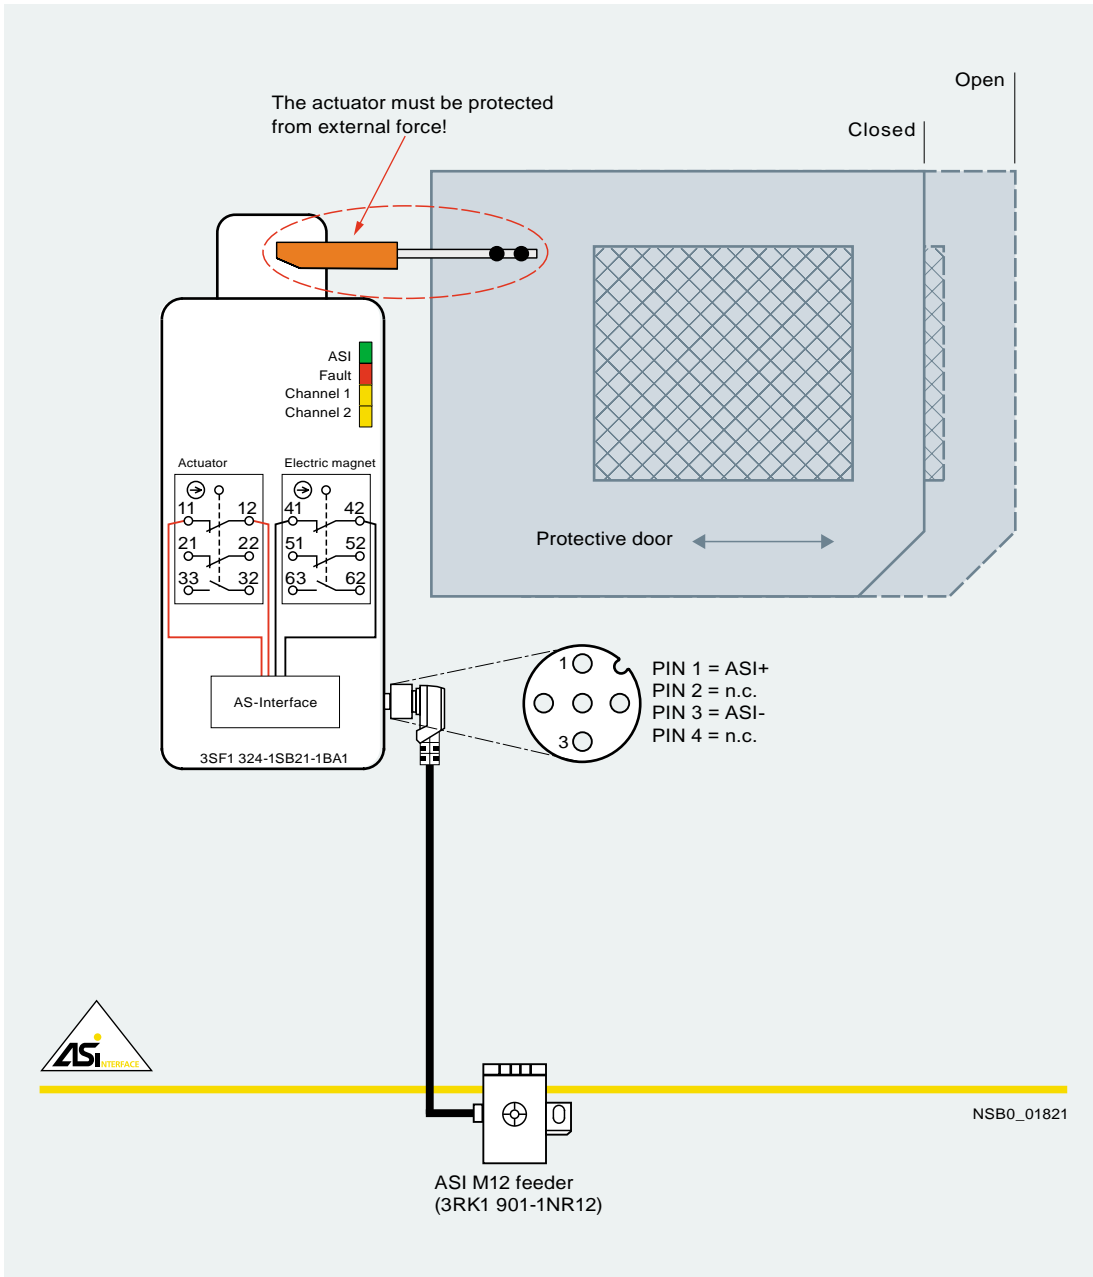 Open
The actuator must be protected
from external force!
Closed
ASI
Fault
Channel 1
Channel 2
Actuator
Electric magnet
11 12 41 42
21 22 51 52
33 32 63 62
Protective door
AS-Interface
3SF1 324-1SB21-1BA1
1
3
PIN 1 = ASI+
PIN 2 = n.c.
PIN 3 = ASI-
PIN 4 = n.c.
ASi INTERFACE
NSB0_01821
ASI M12 feeder
(3RK1 901-1NR12)